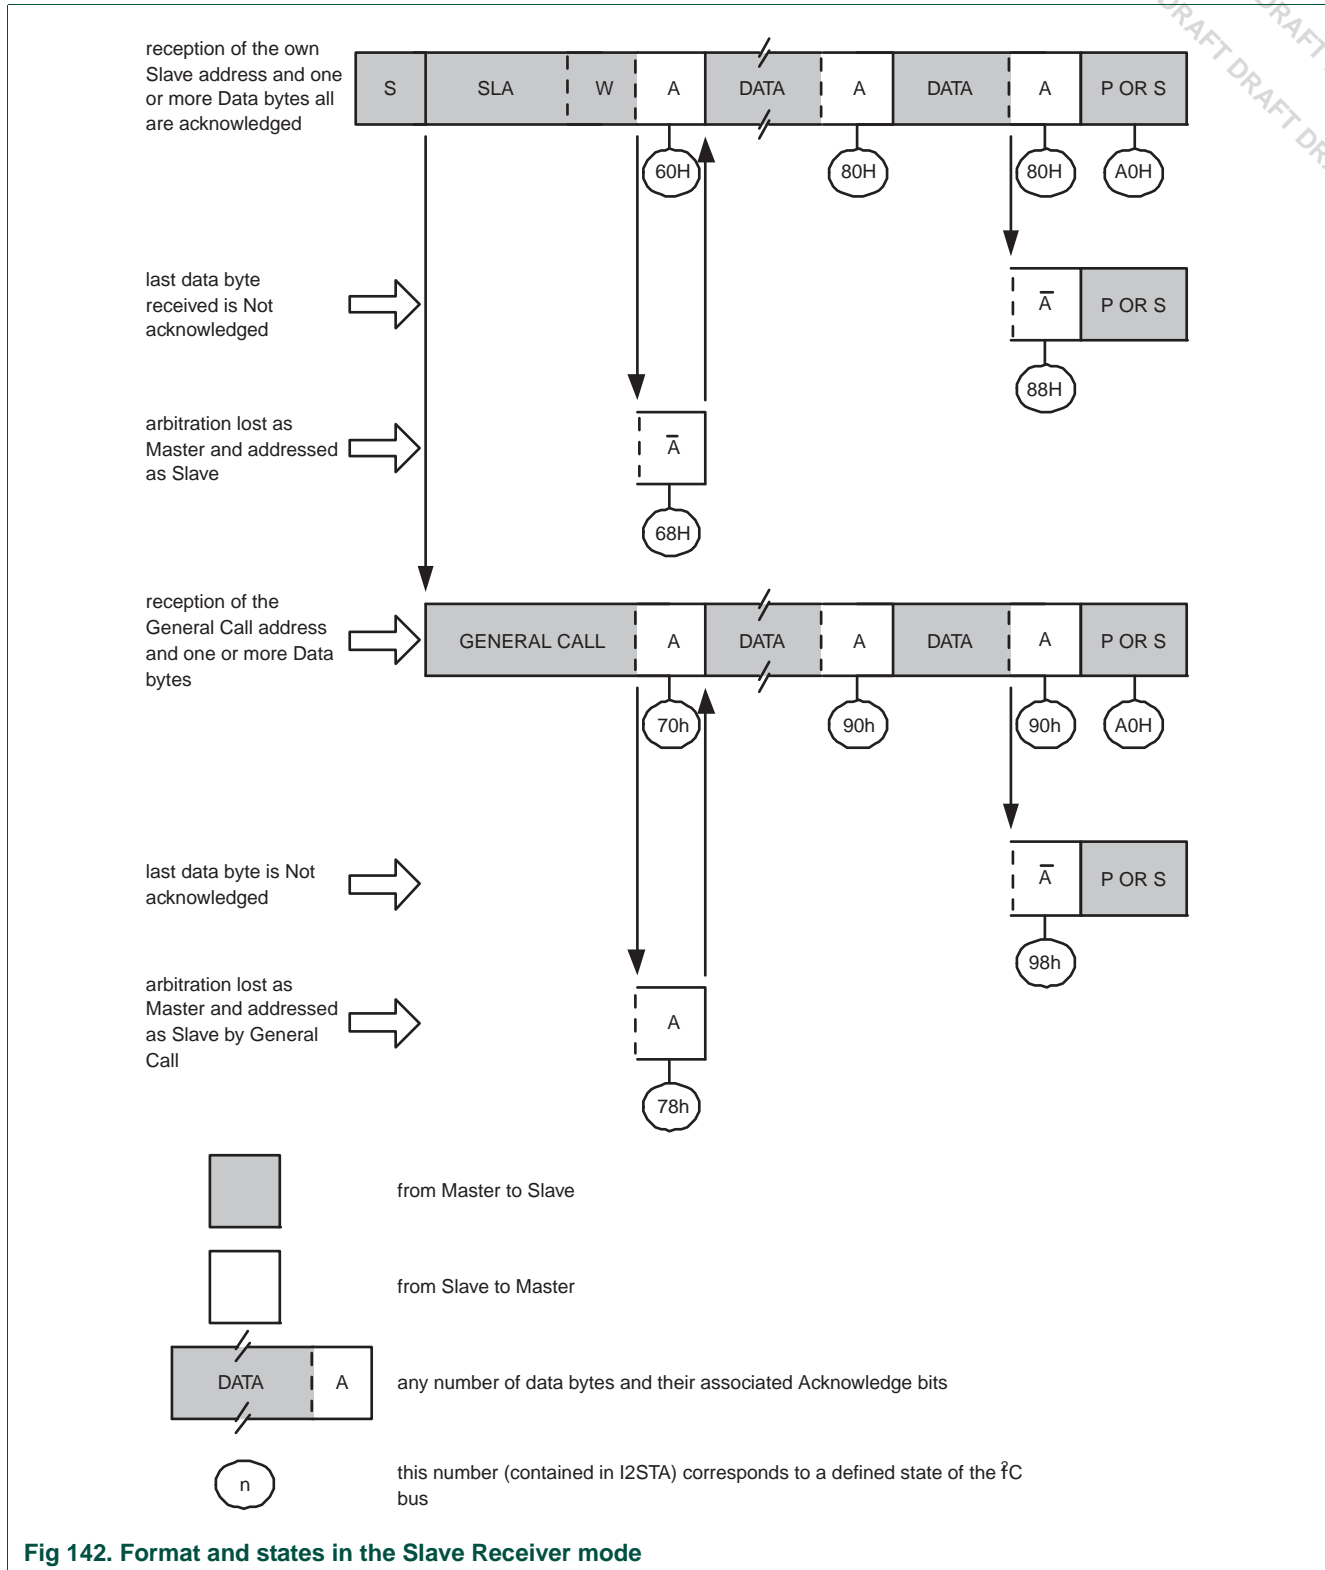 DRAFT DRAFT DRA
DRAFT DR
reception of the own
Slave address and one
or more Data bytes all
are acknowledged
S SLA W A DATA A DATA A P OR S
60H 80H 80H A0H
last data byte
received is Not
acknowledged
A̅ P OR S
88H
arbitration lost as
Master and addressed
as Slave
A̅
68H
reception of the
General Call address
and one or more Data
bytes
GENERAL CALL A DATA A DATA A P OR S
70h 90h 90h A0H
last data byte is Not
acknowledged
A̅ P OR S
98h
arbitration lost as
Master and addressed
as Slave by General
Call
A
78h
from Master to Slave
from Slave to Master
DATA A any number of data bytes and their associated Acknowledge bits
n this number (contained in I2STA) corresponds to a defined state of the I²C
bus
Fig 142. Format and states in the Slave Receiver mode